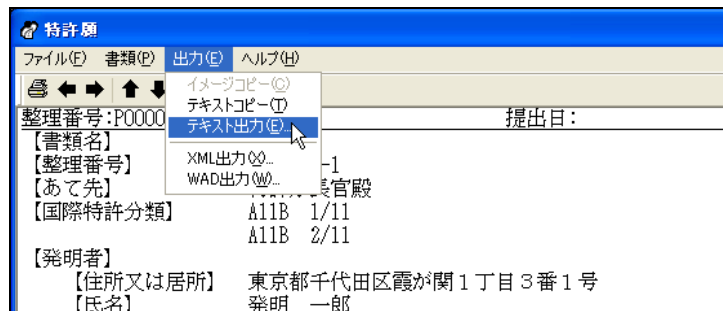 特許願
ファイル(F) 書類(P) 出力(E) ヘルプ(H)
イメージコピー(C)
テキストコピー(T)
テキスト出力(E)...
XML出力(X)...
WAD出力(W)...
整理番号:P0000 提出日:
【書類名】
【整理番号】 -1
【あて先】 長官殿
【国際特許分類】 A11B 1/11
A11B 2/11
【発明者】
【住所又は居所】 東京都千代田区霞が関1丁目3番1号
【氏名】 発明 一郎